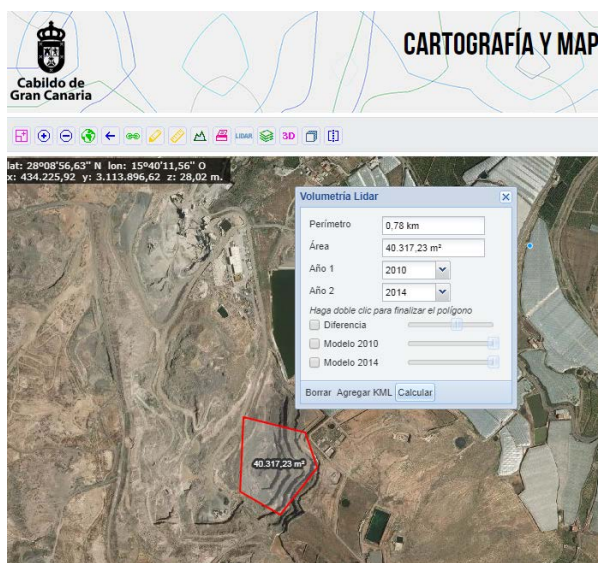 CARTOGRAFÍA Y MAP
Cabildo de
Gran Canaria
LIDAR 3D
lat: 28º08'56,63" N lon: 15º40'11,56" O
x: 434.225,92 y: 3.113.896,62 z: 28,02 m.
Volumetría Lidar
Perímetro 0,78 km
Área 40.317,23 m²
Año 1 2010
Año 2 2014
Haga doble clic para finalizar el polígono
Diferencia
Modelo 2010
Modelo 2014
Borrar Agregar KML Calcular
40.317,23 m²